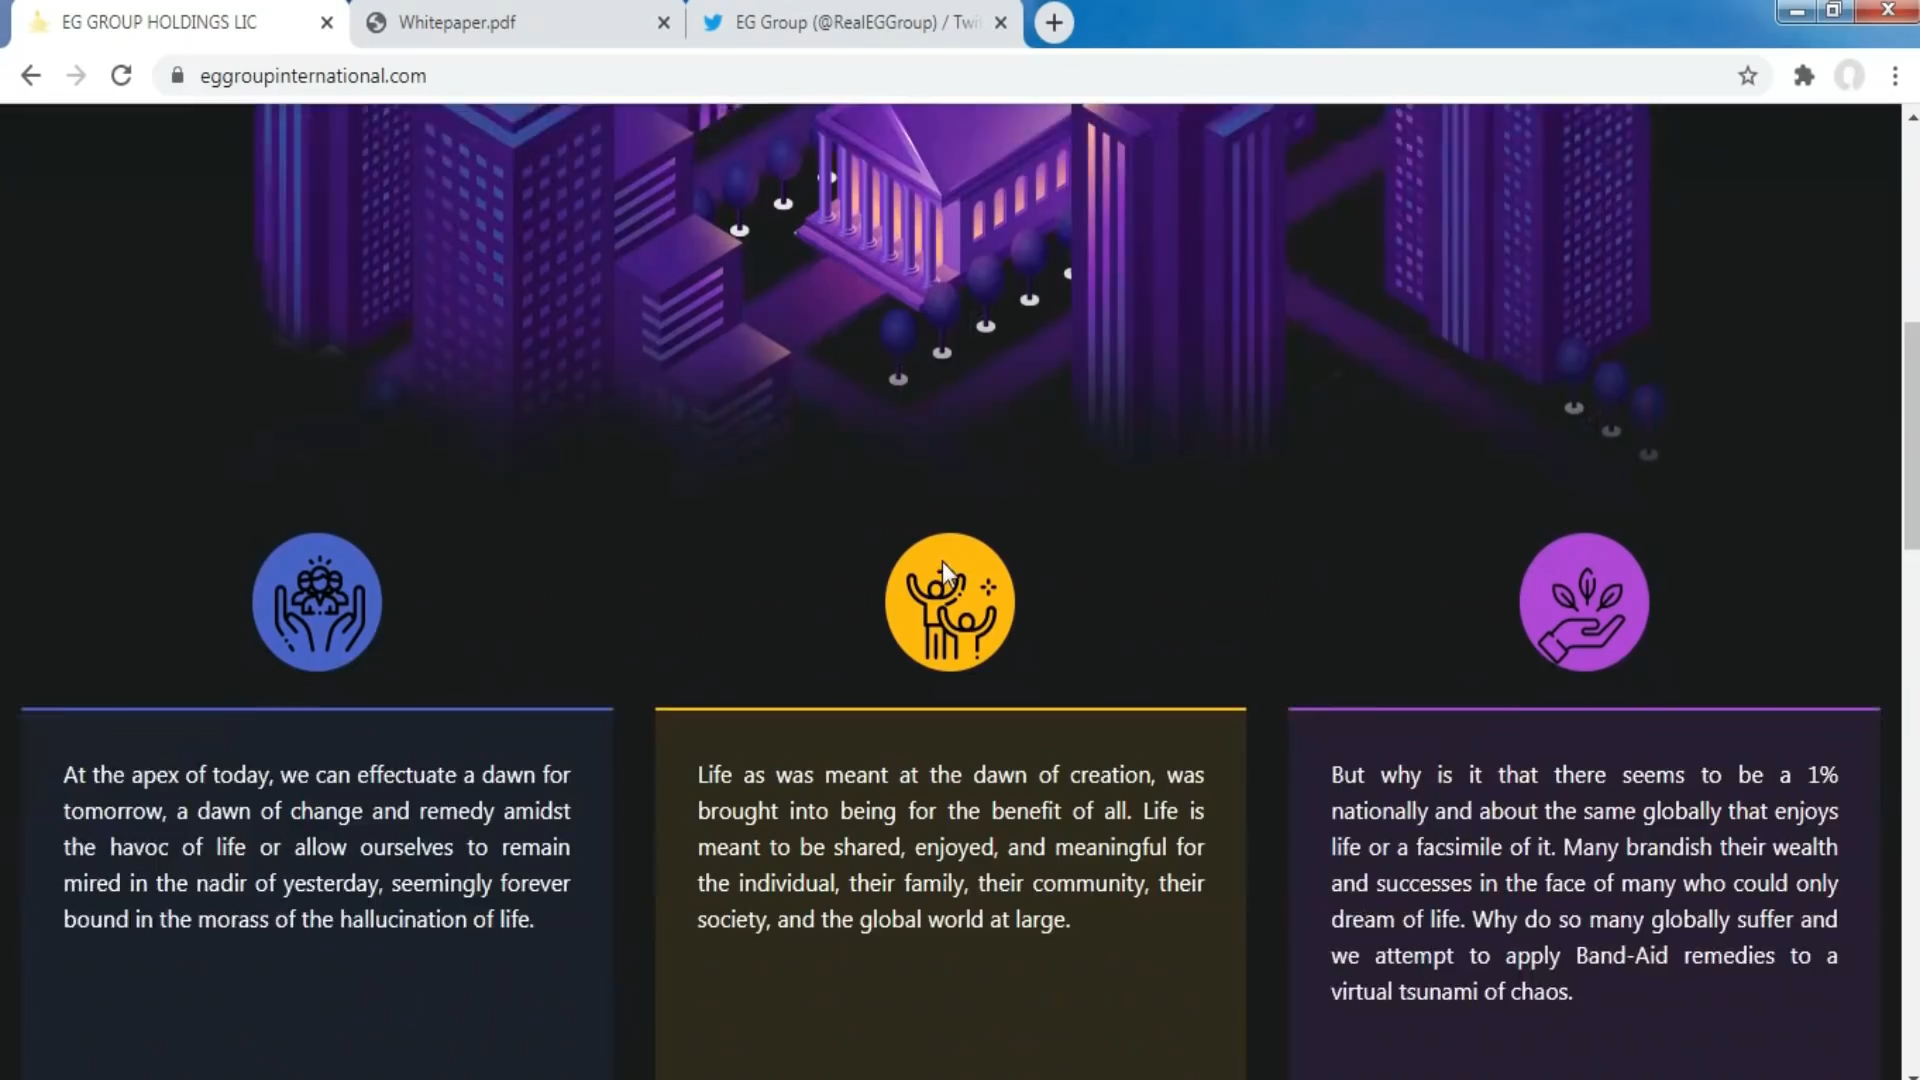 EG GROUP HOLDINGS LIC
Whitepaper.pdf
EG Group (@RealEGGroup) / Twi
eggroupinternational.com
At the apex of today, we can effectuate a dawn for
tomorrow, a dawn of change and remedy amidst
the havoc of life or allow ourselves to remain
mired in the nadir of yesterday, seemingly forever
bound in the morass of the hallucination of life.
Life as was meant at the dawn of creation, was
brought into being for the benefit of all. Life is
meant to be shared, enjoyed, and meaningful for
the individual, their family, their community, their
society, and the global world at large.
But why is it that there seems to be a 1%
nationally and about the same globally that enjoys
life or a facsimile of it. Many brandish their wealth
and successes in the face of many who could only
dream of life. Why do so many globally suffer and
we attempt to apply Band-Aid remedies to a
virtual tsunami of chaos.